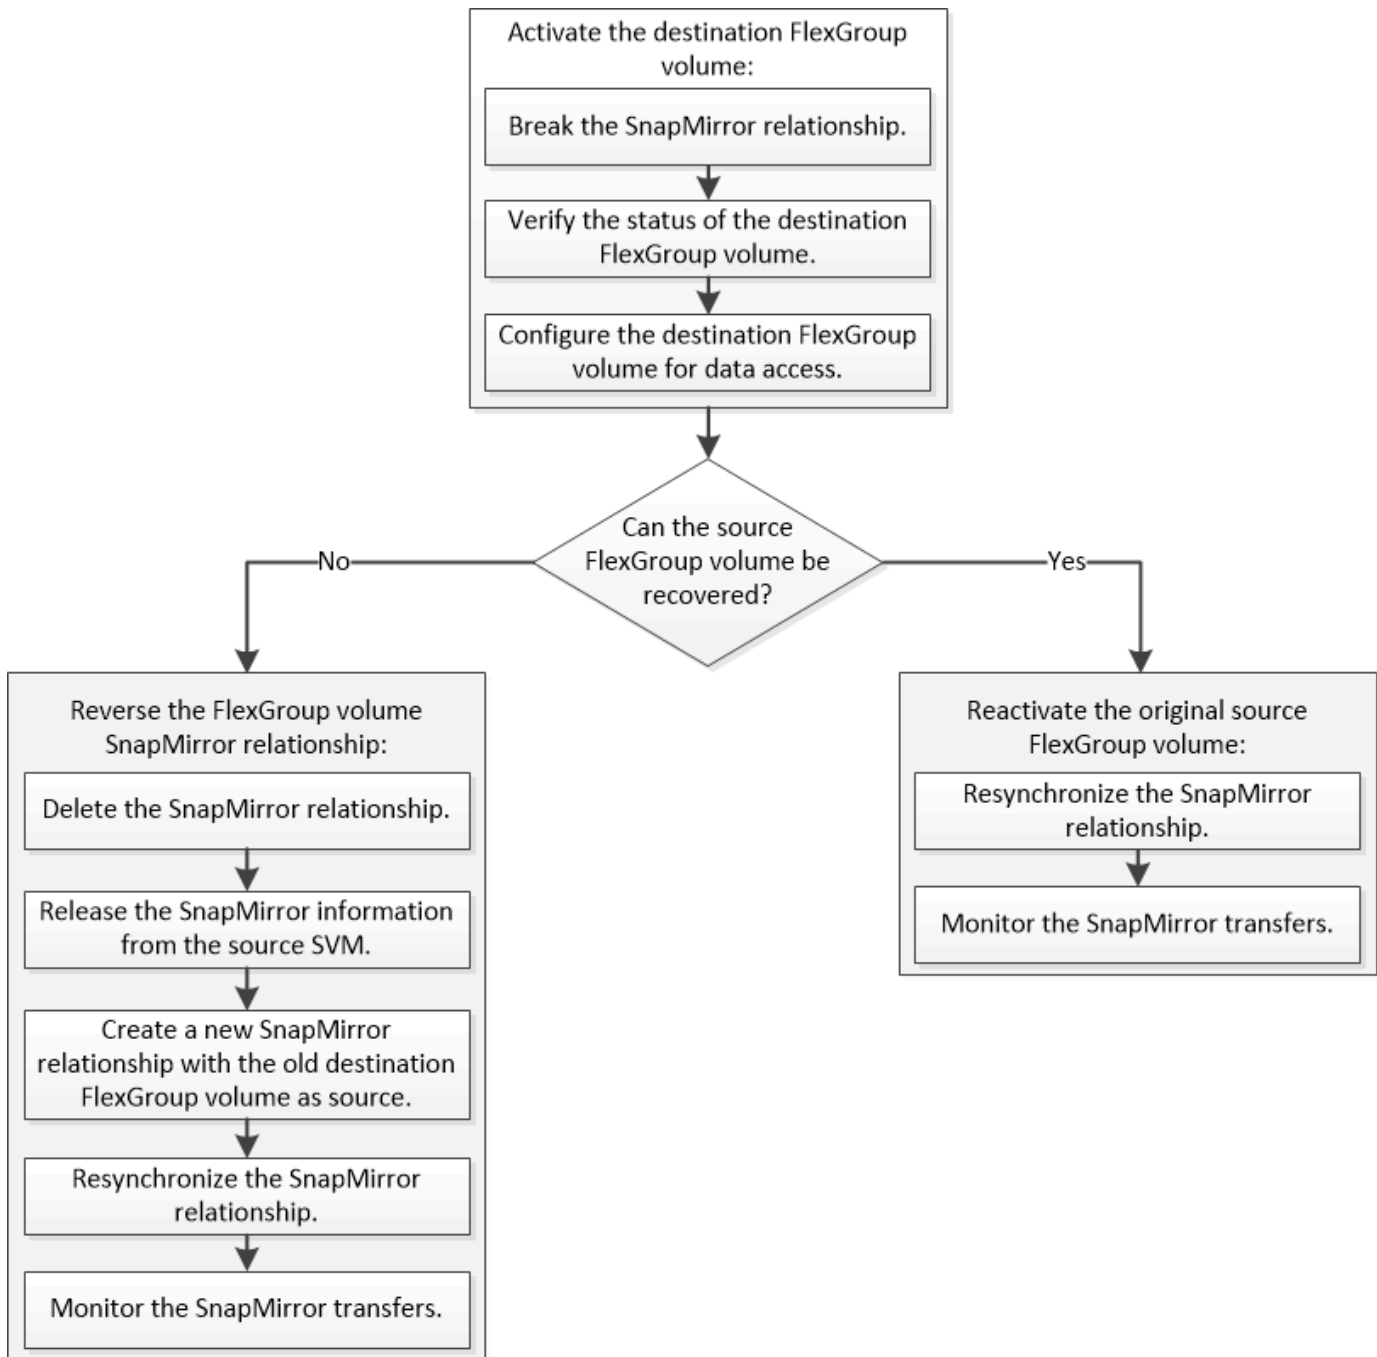 Activate the destination FlexGroup
volume:
Break the SnapMirror relationship.
Verify the status of the destination
FlexGroup volume.
Configure the destination FlexGroup
volume for data access.
Can the source
FlexGroup volume be
recovered?
No
Yes
Reverse the FlexGroup volume
SnapMirror relationship:
Delete the SnapMirror relationship.
Release the SnapMirror information
from the source SVM.
Create a new SnapMirror
relationship with the old destination
FlexGroup volume as source.
Resynchronize the SnapMirror
relationship.
Monitor the SnapMirror transfers.
Reactivate the original source
FlexGroup volume:
Resynchronize the SnapMirror
relationship.
Monitor the SnapMirror transfers.